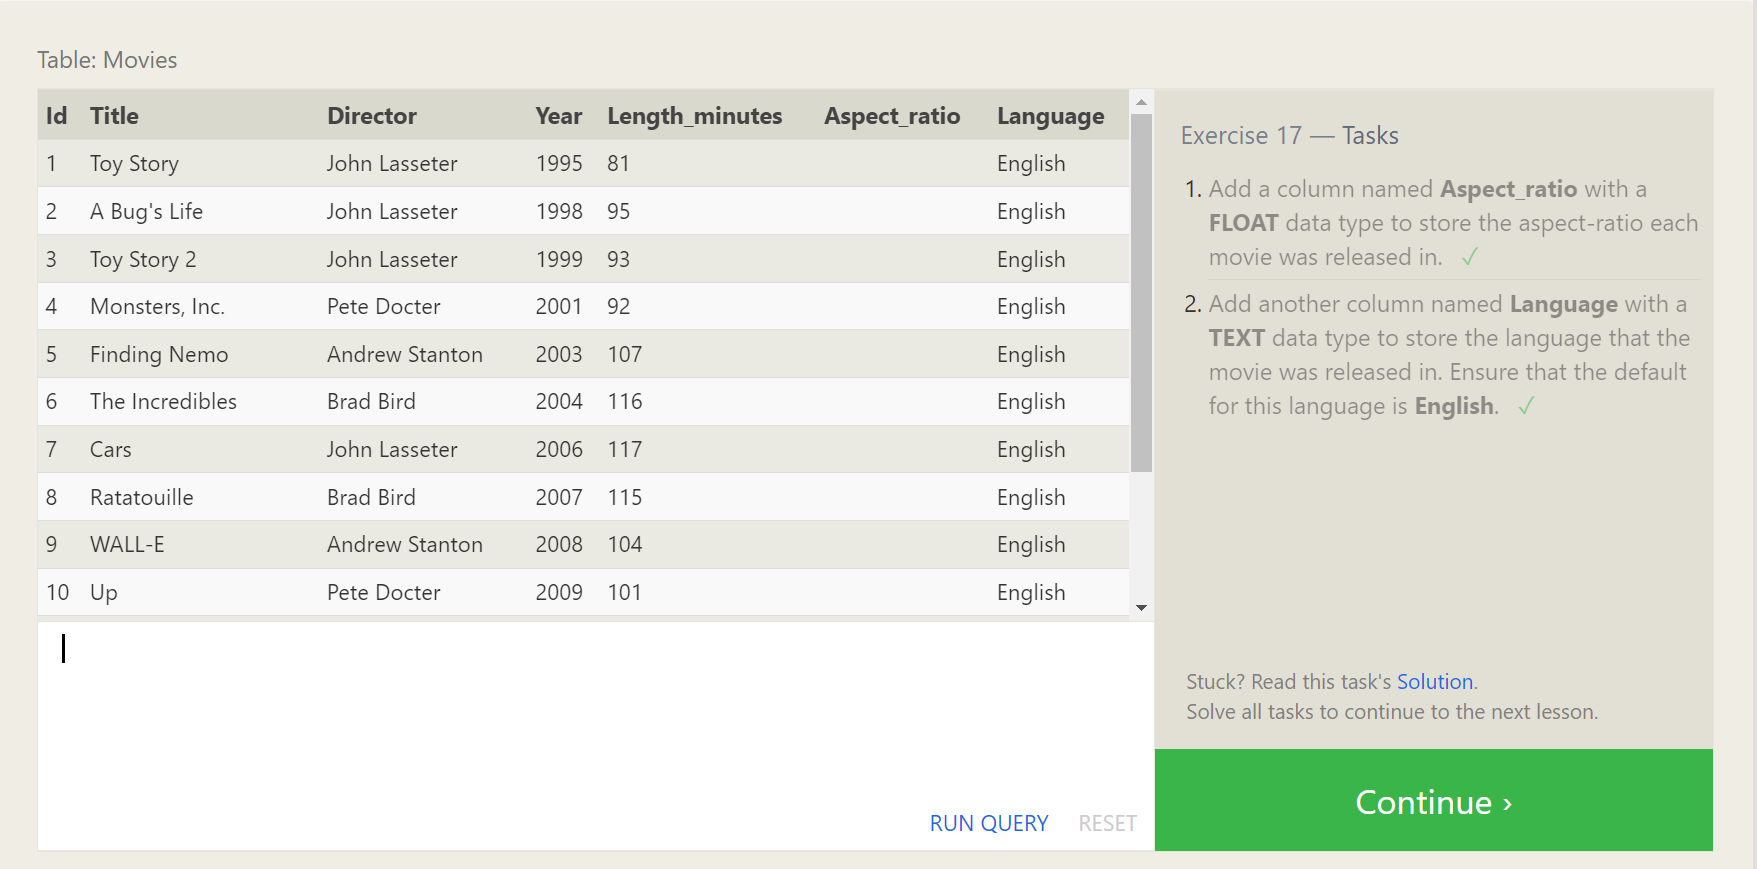 Table: Movies
Id Title Director Year Length_minutes Aspect_ratio Language
1 Toy Story John Lasseter 1995 81 English
2 A Bug's Life John Lasseter 1998 95 English
3 Toy Story 2 John Lasseter 1999 93 English
4 Monsters, Inc. Pete Docter 2001 92 English
5 Finding Nemo Andrew Stanton 2003 107 English
6 The Incredibles Brad Bird 2004 116 English
7 Cars John Lasseter 2006 117 English
8 Ratatouille Brad Bird 2007 115 English
9 WALL-E Andrew Stanton 2008 104 English
10 Up Pete Docter 2009 101 English
RUN QUERY RESET
Exercise 17 — Tasks
1. Add a column named Aspect_ratio with a
FLOAT data type to store the aspect-ratio each
movie was released in. ✓
2. Add another column named Language with a
TEXT data type to store the language that the
movie was released in. Ensure that the default
for this language is English. ✓
Stuck? Read this task's Solution.
Solve all tasks to continue to the next lesson.
Continue ›